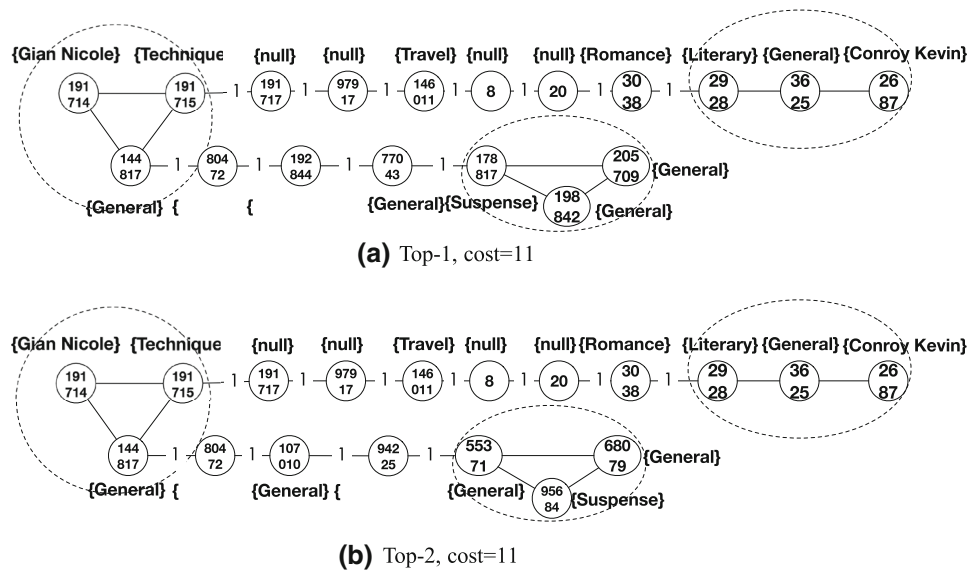 {Gian Nicole} {Technique {null} {null} {Travel} {null} {null} {Romance} {Literary} {General} {Conroy Kevin}
191 191 191 979 146 30 29 36 26
714 715 1 717 1 17 1 011 1 8 1 20 1 38 1 28 25 87
144 804 192 770 178 205
817 1 72 1 844 1 43 1 817 709 {General}
198
842
{General} { { {General} {Suspense} {General}
(a) Top-1, cost=11
{Gian Nicole} {Technique {null} {null} {Travel} {null} {null} {Romance} {Literary} {General} {Conroy Kevin}
191 191 191 979 146 30 29 36 26
714 715 1 717 1 17 1 011 1 8 1 20 1 38 1 28 25 87
144 804 107 942 553 680
817 1 72 1 010 1 25 1 71 79 {General}
{General} { {General} { {General} 956 {Suspense}
84
(b) Top-2, cost=11